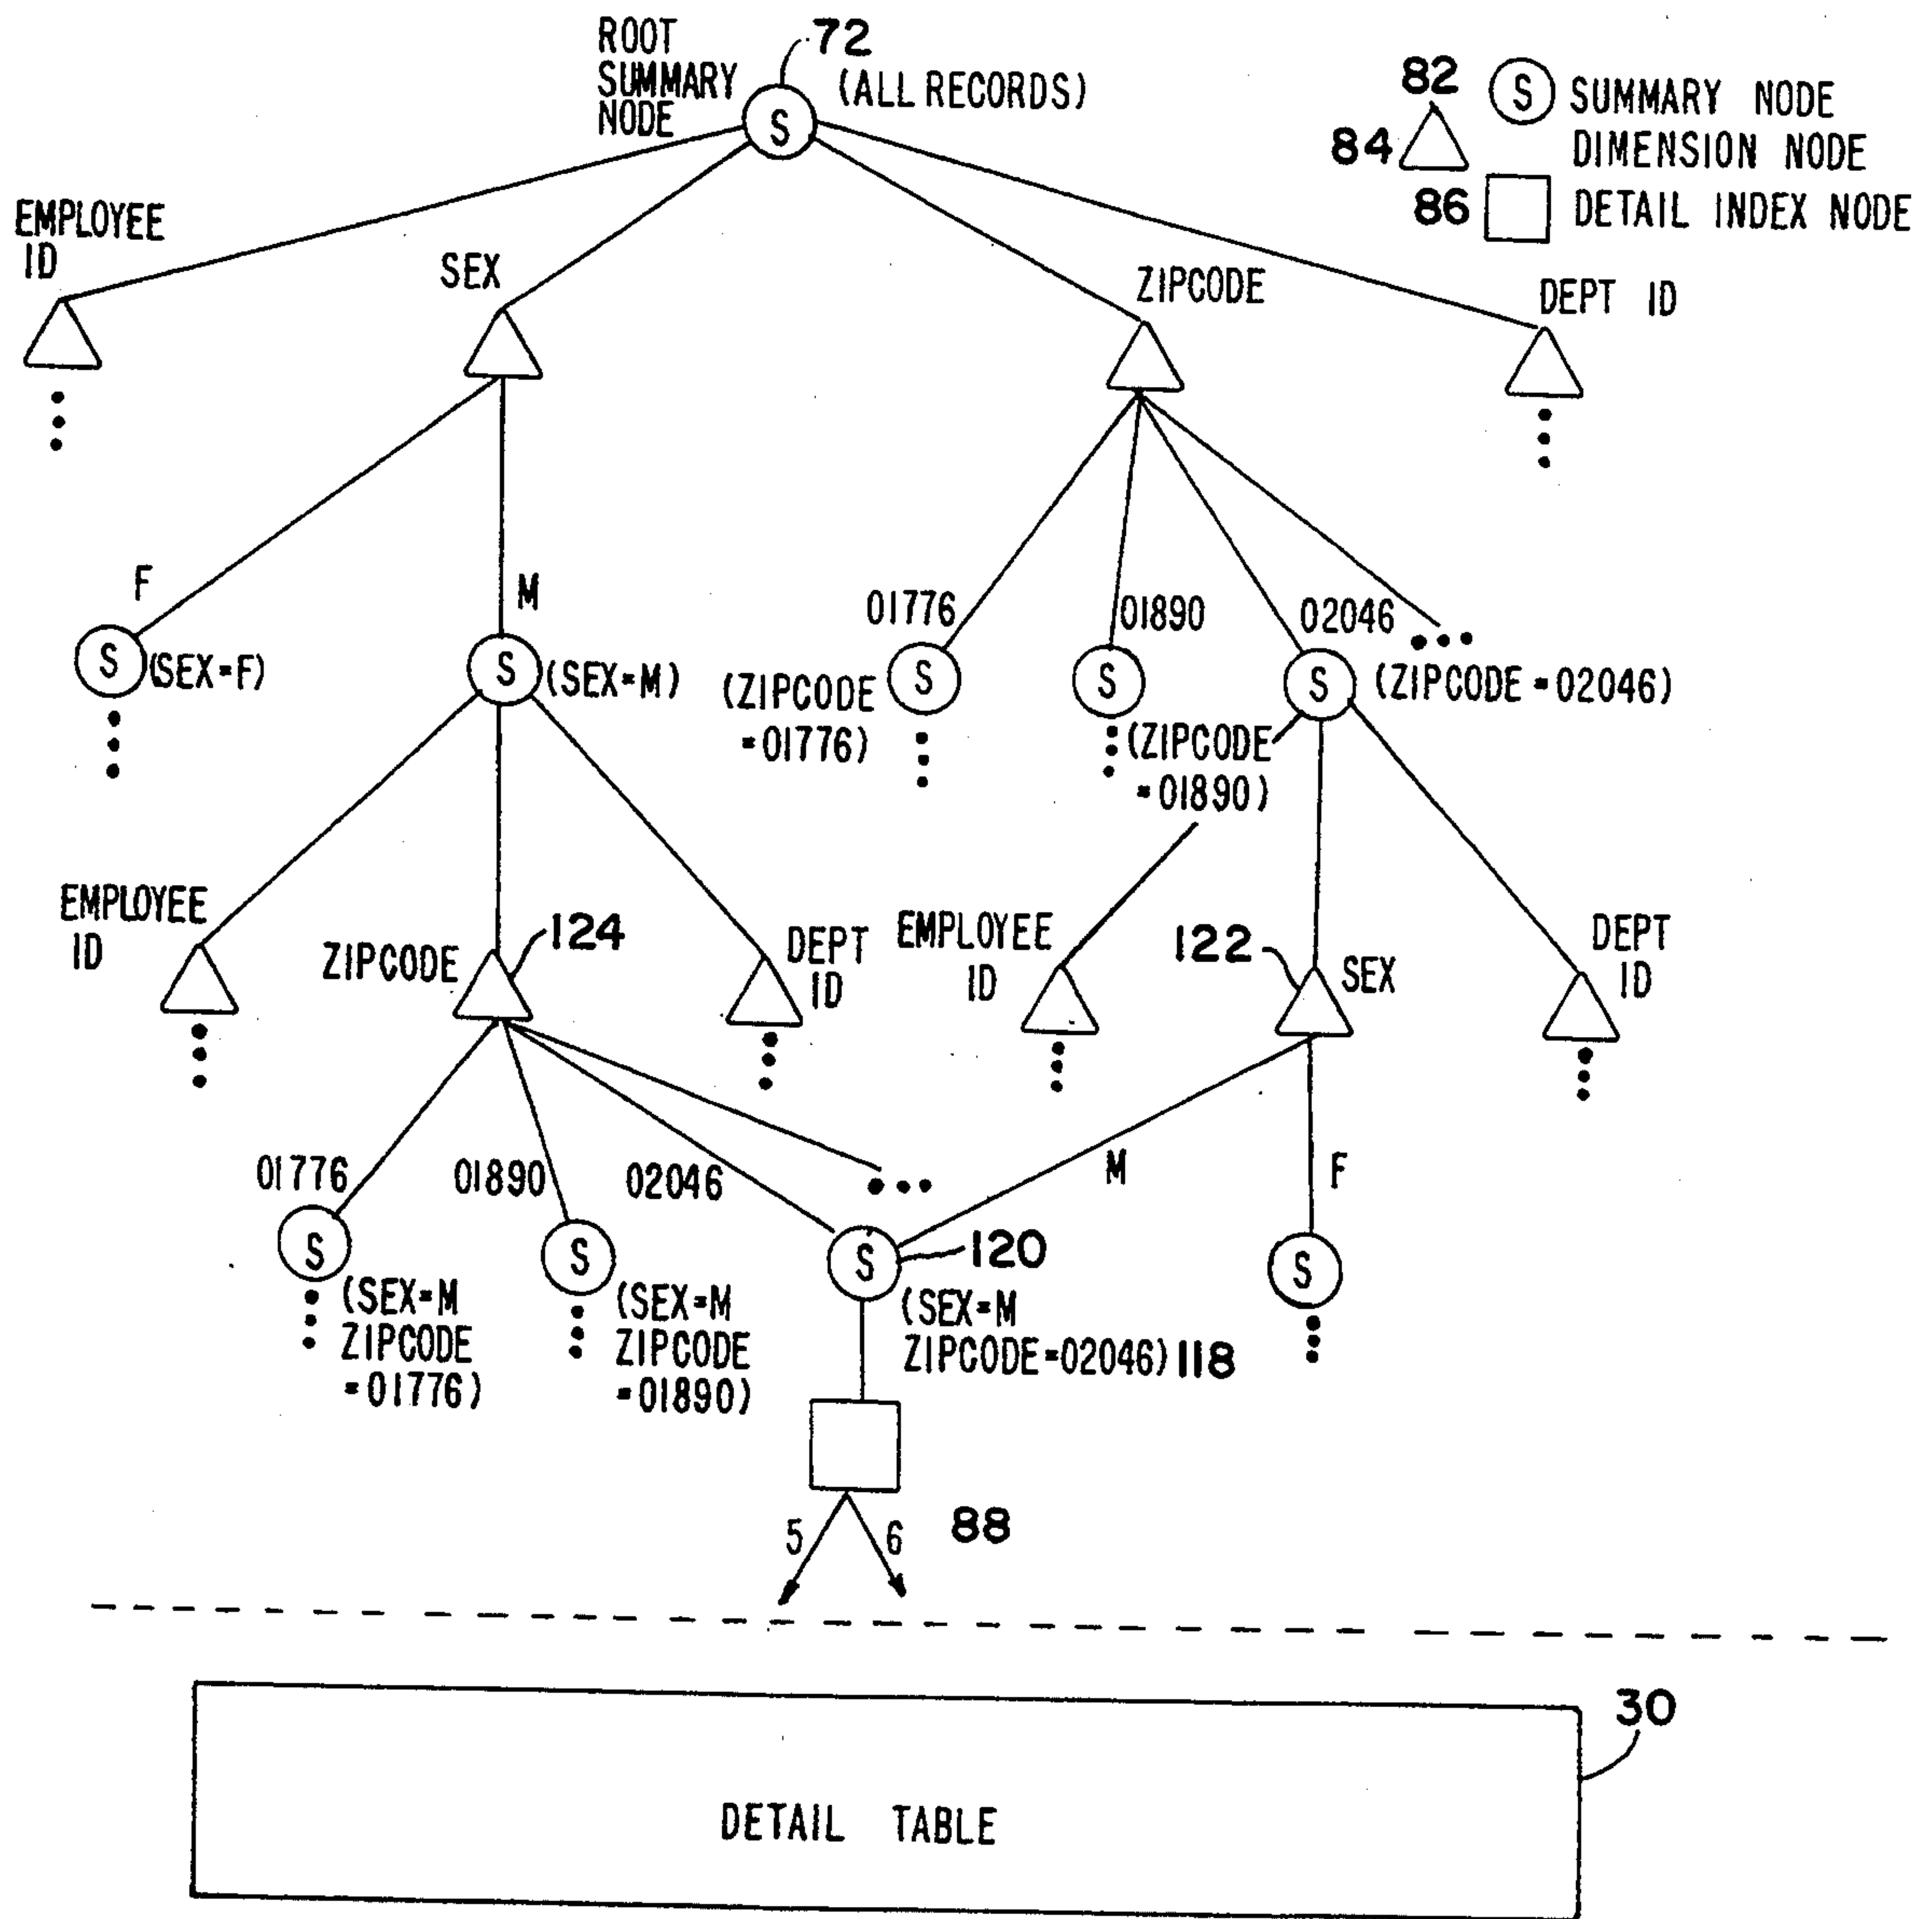 ROOT
SUMMARY
NODE
72
(ALL RECORDS)
S
82
S
SUMMARY NODE
84
DIMENSION NODE
86
DETAIL INDEX NODE
EMPLOYEE
ID
SEX
ZIPCODE
DEPT ID
F
M
01776
01890
02046
S
(SEX=F)
S
(SEX=M)
(ZIPCODE
=01776)
S
S
(ZIPCODE
=01890)
S
(ZIPCODE=02046)
EMPLOYEE
ID
ZIPCODE
124
DEPT
ID
EMPLOYEE
ID
122
SEX
DEPT
ID
01776
01890
02046
M
F
S
(SEX=M
ZIPCODE
=01776)
S
(SEX=M
ZIPCODE
=01890)
S
120
(SEX=M
ZIPCODE=02046)
118
S
5
6
88
30
DETAIL TABLE